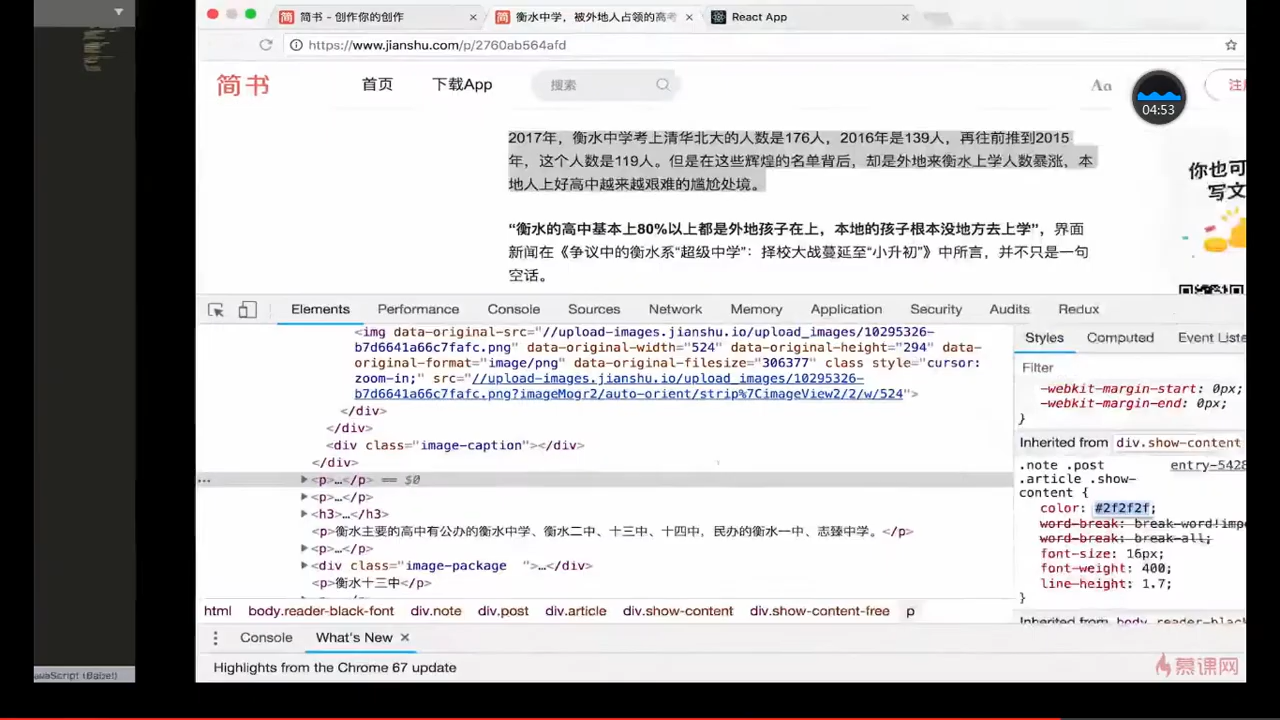 简书 - 创作你的创作
衡水中学，被外地人占领的高考
React App
https://www.jianshu.com/p/2760ab564afd
简书
首页
下载App
搜索
Aa
04:53
2017年，衡水中学考上清华北大的人数是176人，2016年是139人，再往前推到2015
年，这个人数是119人。但是在这些辉煌的名单背后，却是外地来衡水上学人数暴涨，本
地人上好高中越来越艰难的尴尬处境。
你也可
写文
“衡水的高中基本上80%以上都是外地孩子在上，本地的孩子根本没地方去上学”，界面
新闻在《争议中的衡水系“超级中学”：择校大战蔓延至“小升初”》中所言，并不只是一句
空话。
Elements Performance Console Sources Network Memory Application Security Audits Redux
<img data-original-src="//upload-images.jianshu.io/upload_images/10295326-
b7d6641a66c7fafc.png" data-original-width="524" data-original-height="294" data-
original-format="image/png" data-original-filesize="306377" class style="cursor:
zoom-in;" src="//upload-images.jianshu.io/upload_images/10295326-
b7d6641a66c7fafc.png?imageMogr2/auto-orient/strip%7CimageView2/2/w/524">
</div>
</div>
<div class="image-caption"></div>
</div>
<p>…</p> == $0
<p>…</p>
<h3>…</h3>
<p>衡水主要的高中有公办的衡水中学、衡水二中、十三中、十四中，民办的衡水一中、志臻中学。</p>
<p>…</p>
<div class="image-package  ">…</div>
<p>衡水十三中</p>
Styles Computed Event Liste
Filter
-webkit-margin-start: 0px;
-webkit-margin-end: 0px;
}
Inherited from div.show-content
.note .post entry-5428
.article .show-
content {
color: #2f2f2f;
word-break: break-word!impo
word-break: break-all;
font-size: 16px;
font-weight: 400;
line-height: 1.7;
}
Inherited from body.reader-black
html body.reader-black-font div.note div.post div.article div.show-content div.show-content-free p
Console What's New
Highlights from the Chrome 67 update
慕课网
JavaScript (Babel)